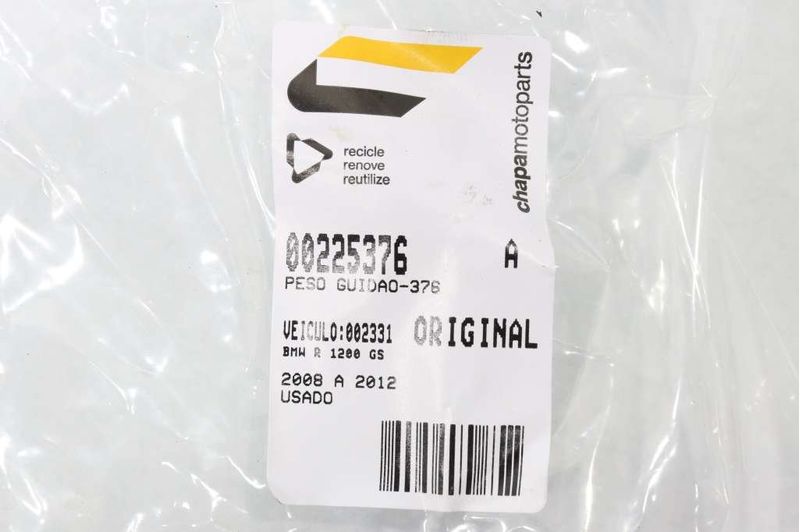 chapamotoparts
recicle
renove
reutilize
00225376 A
PESO GUIDAO-376
VEICULO:002331 ORIGINAL
BMW R 1200 GS
2008 A 2012
USADO